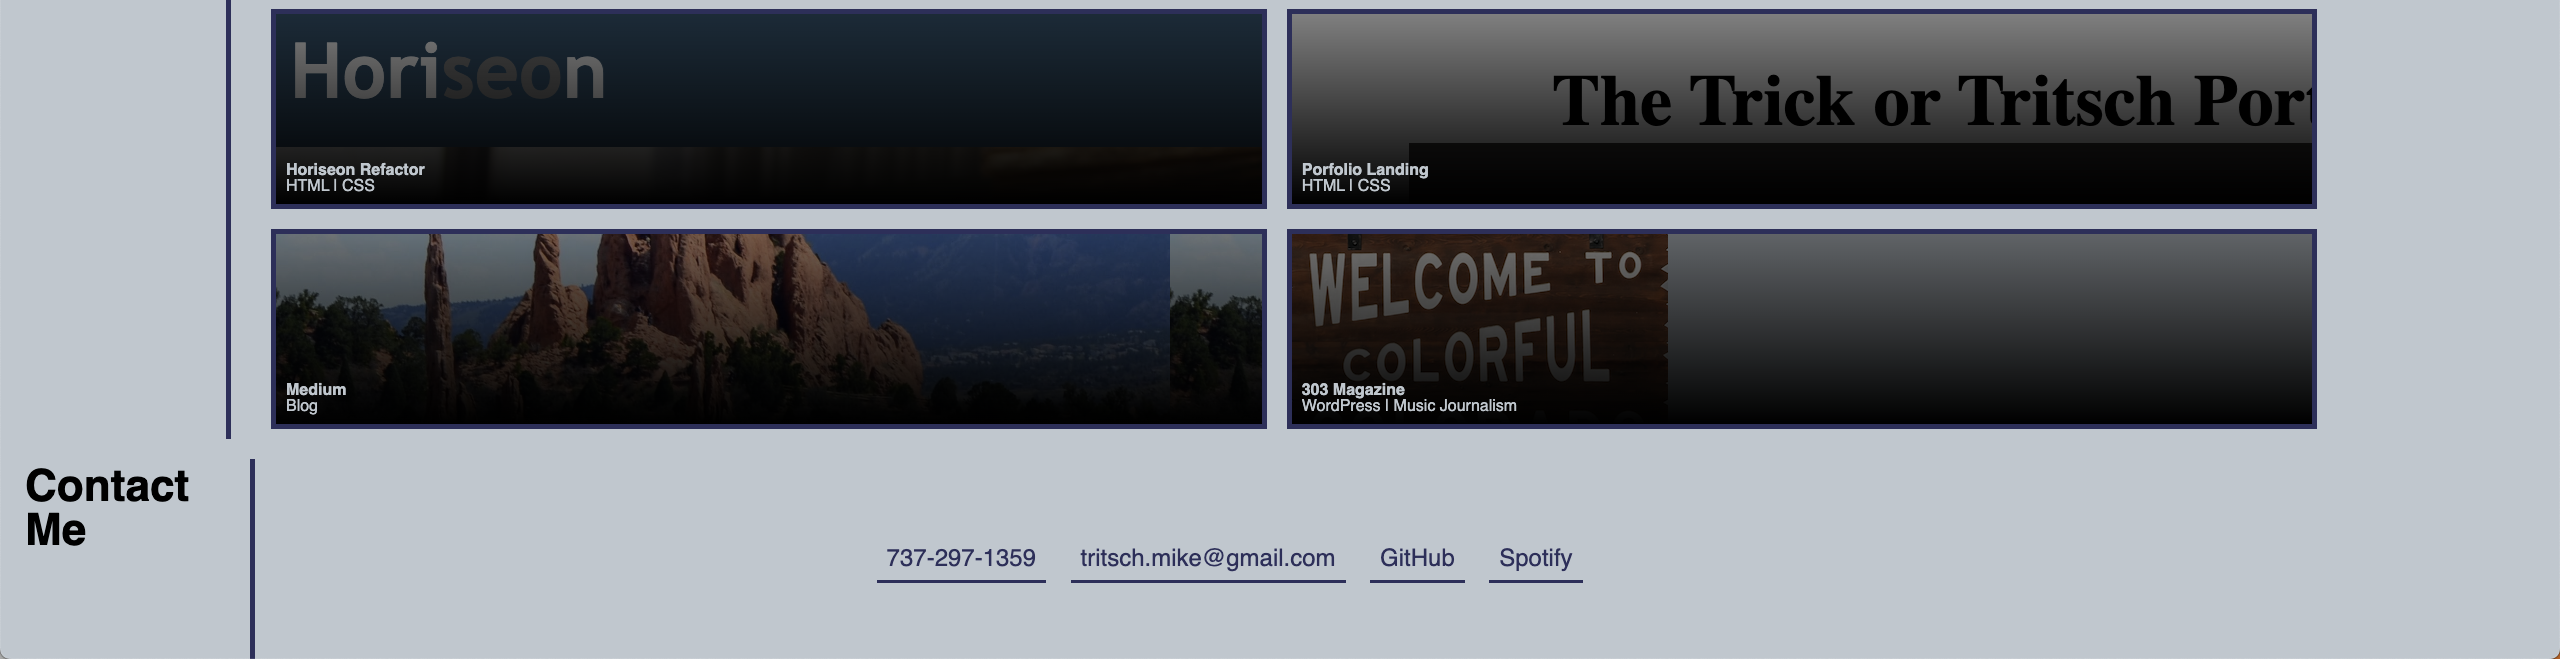 Horiseon
Horiseon Refactor
HTML | CSS
The Trick or Tritsch Port
Porfolio Landing
HTML | CSS
Medium
Blog
WELCOME TO
COLORFUL
303 Magazine
WordPress | Music Journalism
Contact
Me
737-297-1359
tritsch.mike@gmail.com
GitHub
Spotify